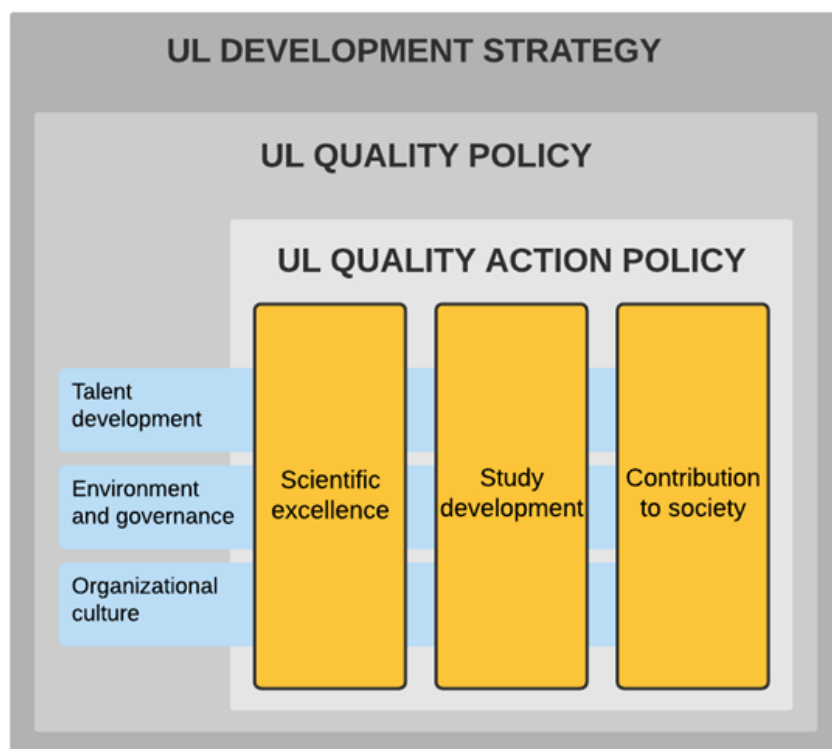 UL DEVELOPMENT STRATEGY
UL QUALITY POLICY
UL QUALITY ACTION POLICY
Talent
development
Environment
and governance
Organizational
culture
Scientific
excellence
Study
development
Contribution
to society